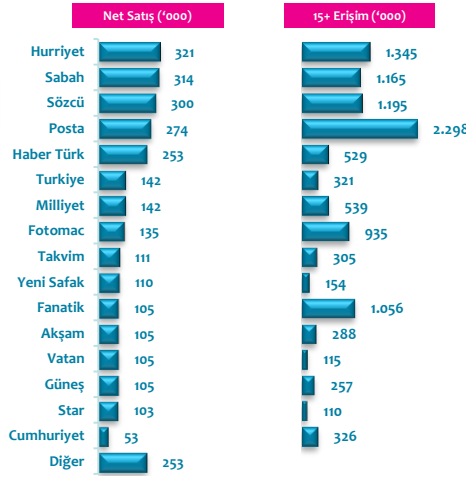 Net Satış (‘000) 15+ Erişim (‘000)
Hurriyet 321 1.345
Sabah 314 1.165
Sözcü 300 1.195
Posta 274 2.298
Haber Türk 253 529
Turkiye 142 321
Milliyet 142 539
Fotomac 135 935
Takvim 111 305
Yeni Safak 110 154
Fanatik 105 1.056
Akşam 105 288
Vatan 105 115
Güneş 105 257
Star 103 110
Cumhuriyet 53 326
Diğer 253